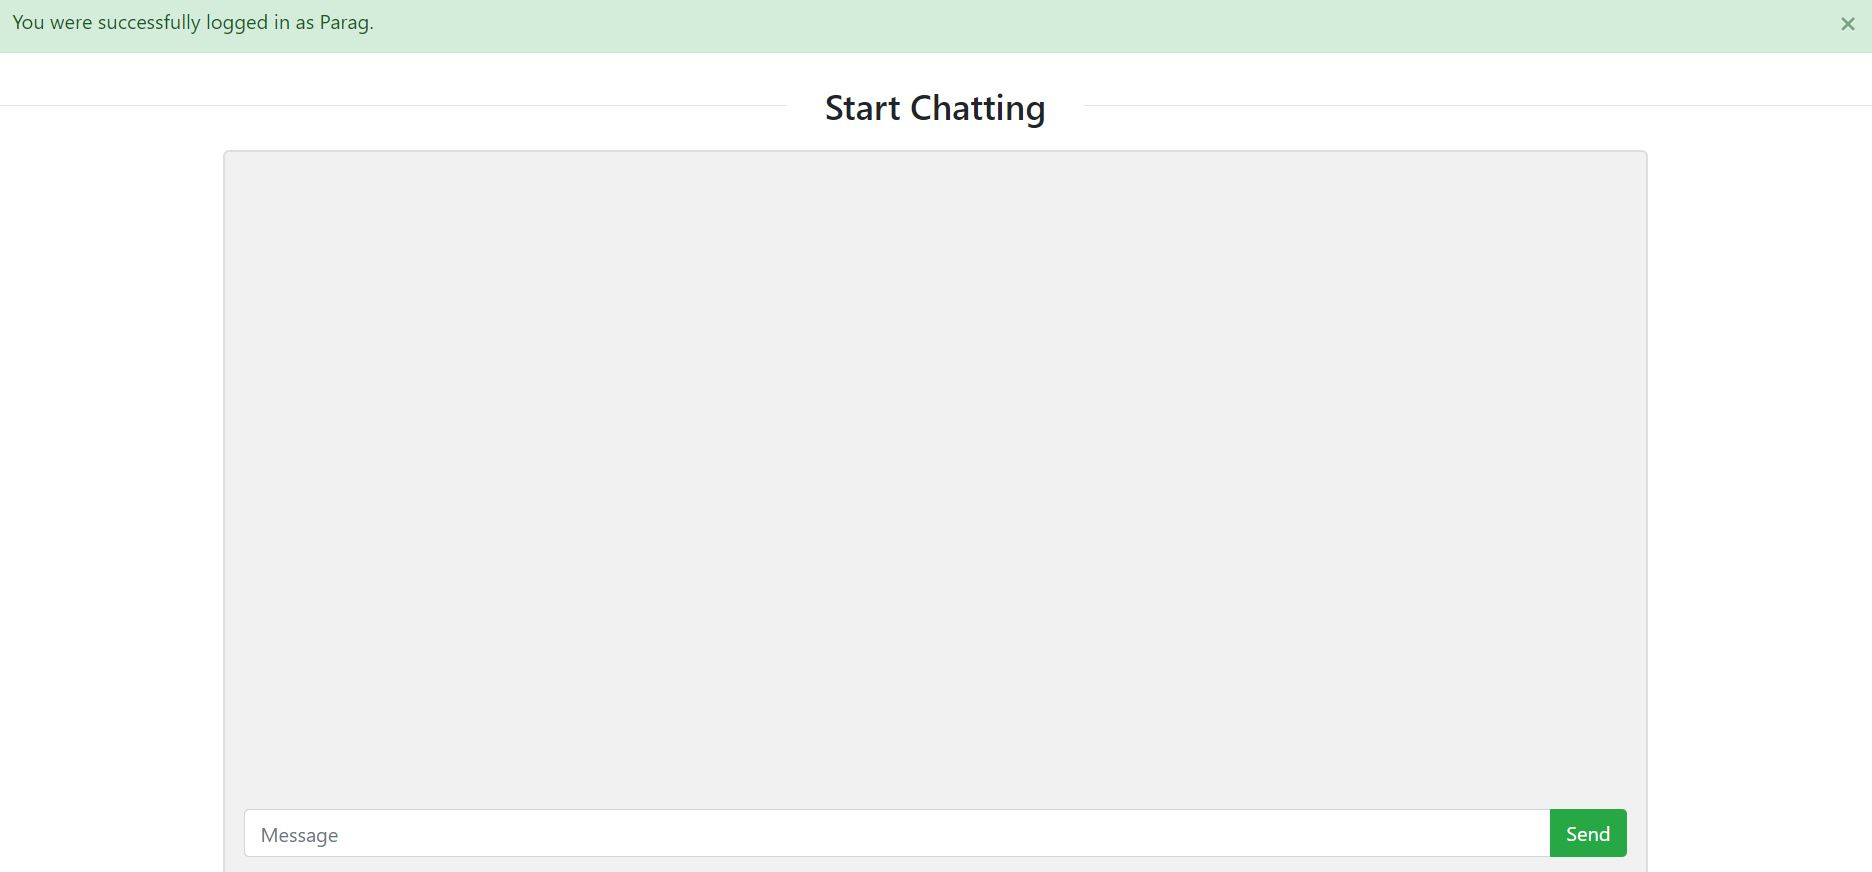 You were successfully logged in as Parag.
×
Start Chatting
Message
Send